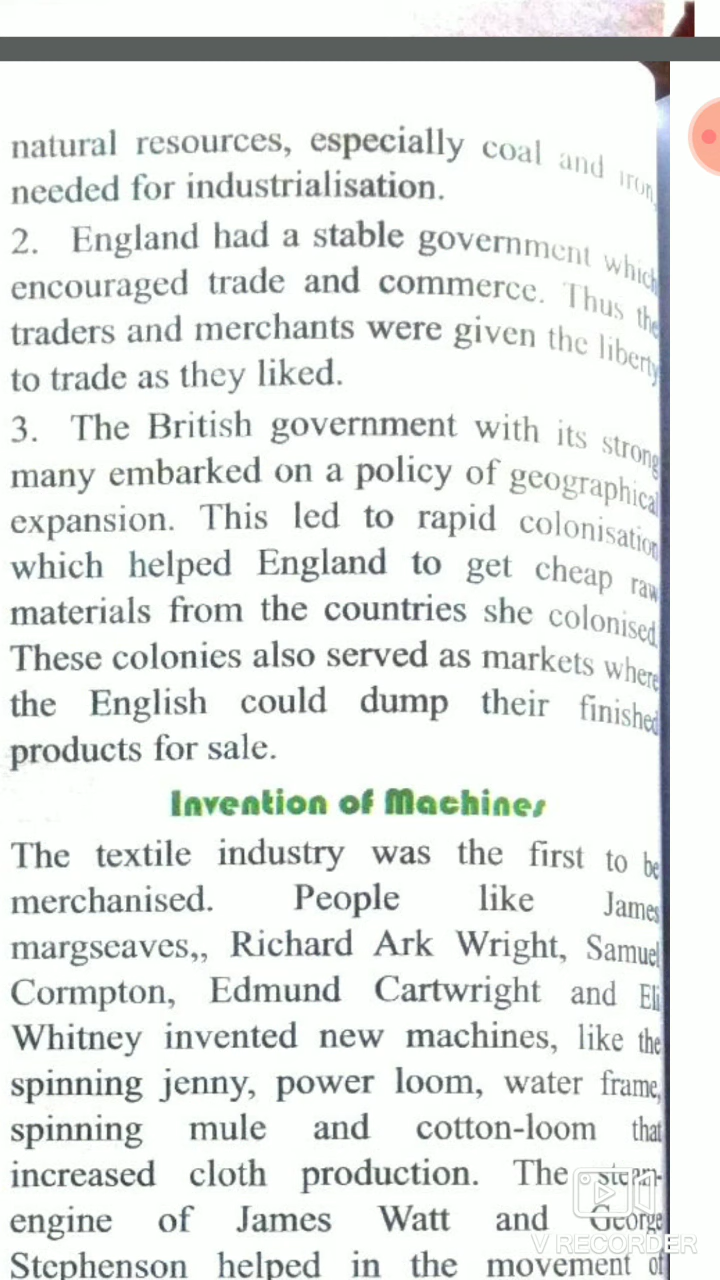 natural resources, especially coal and iron,
needed for industrialisation.
2. England had a stable government which
encouraged trade and commerce. Thus the
traders and merchants were given the liberty
to trade as they liked.
3. The British government with its strong
many embarked on a policy of geographical
expansion. This led to rapid colonisation
which helped England to get cheap raw
materials from the countries she colonised.
These colonies also served as markets where
the English could dump their finished
products for sale.
Invention of Machines
The textile industry was the first to be
merchanised. People like James
margseaves,, Richard Ark Wright, Samuel
Cormpton, Edmund Cartwright and Eli
Whitney invented new machines, like the
spinning jenny, power loom, water frame,
spinning mule and cotton-loom that
increased cloth production. The steam-
engine of James Watt and George
Stephenson helped in the movement of
V RECORDER